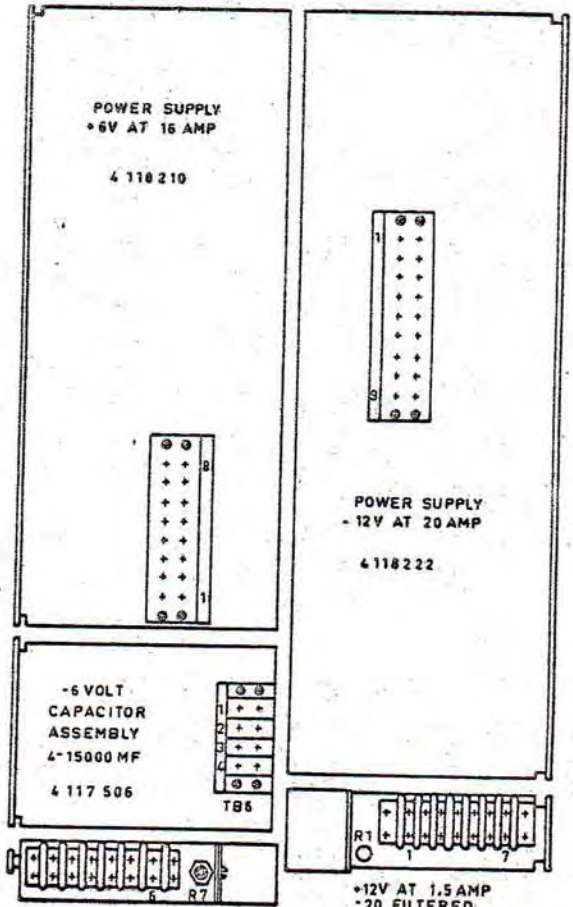 POWER SUPPLY
+6V AT 16 AMP
4 118 210
8
1
1
9
POWER SUPPLY
-12V AT 20 AMP
4118222
-6 VOLT
CAPACITOR
ASSEMBLY
4-15000 MF
4 117 506
1
2
3
4
TB6
6
R7
R1
1
7
+12V AT 1.5 AMP
-20 FILTERED